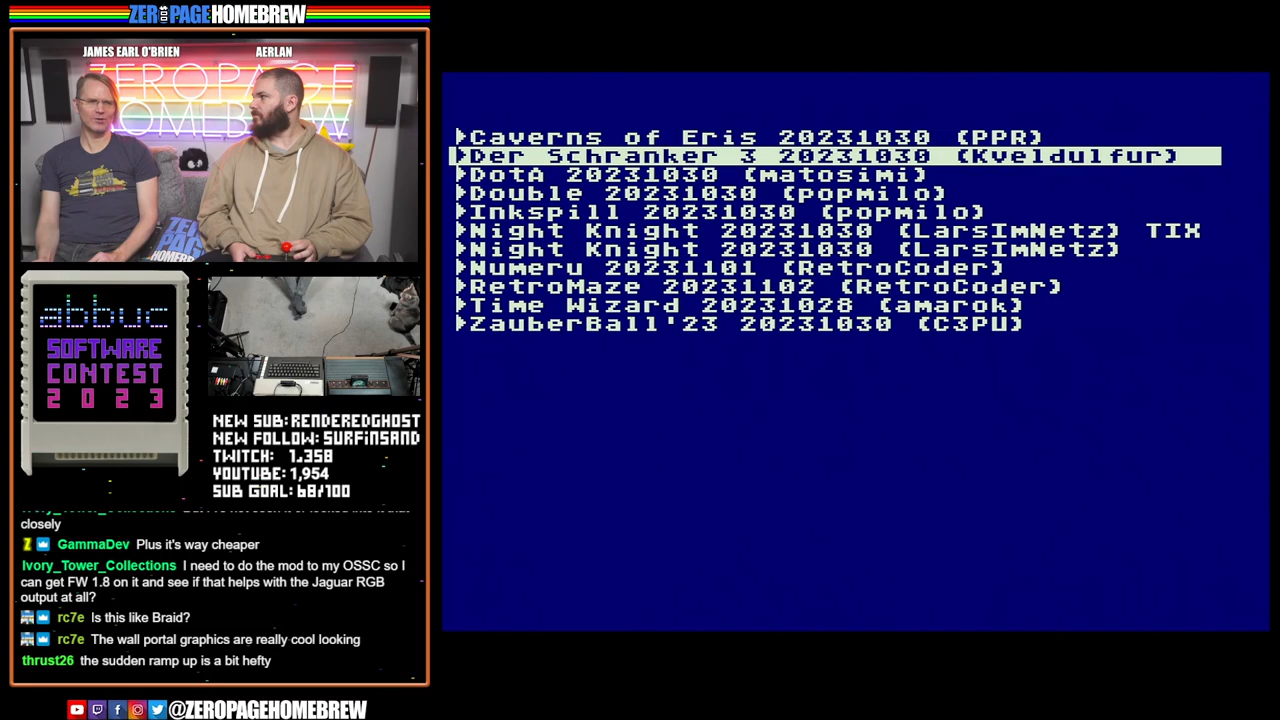 ZEROPAGE HOMEBREW
JAMES EARL O'BRIEN
AERLAN
ZEROPAGE
HOMEBREW
abbuc
SOFTWARE
CONTEST
2023
NEW SUB: RENDEREDGHOST
NEW FOLLOW: SURFINSAND
TWITCH: 1,358
YOUTUBE: 1,954
SUB GOAL: 68/100
closely
GammaDev Plus it's way cheaper
Ivory_Tower_Collections I need to do the mod to my OSSC so I
can get FW 1.8 on it and see if that helps with the Jaguar RGB
output at all?
rc7e Is this like Braid?
rc7e The wall portal graphics are really cool looking
thrust26 the sudden ramp up is a bit hefty
@ZEROPAGEHOMEBREW
Caverns of Eris 20231030 (PPR)
Der Schranker 3 20231030 (Kveldulfur)
DotA 20231030 (matosimi)
Double 20231030 (popmilo)
Inkspill 20231030 (popmilo)
Night Knight 20231030 (LarsImNetz) TIX
Night Knight 20231030 (LarsImNetz)
Numeru 20231101 (RetroCoder)
RetroMaze 20231102 (RetroCoder)
Time Wizard 20231028 (amarok)
ZauberBall'23 20231030 (C3PU)